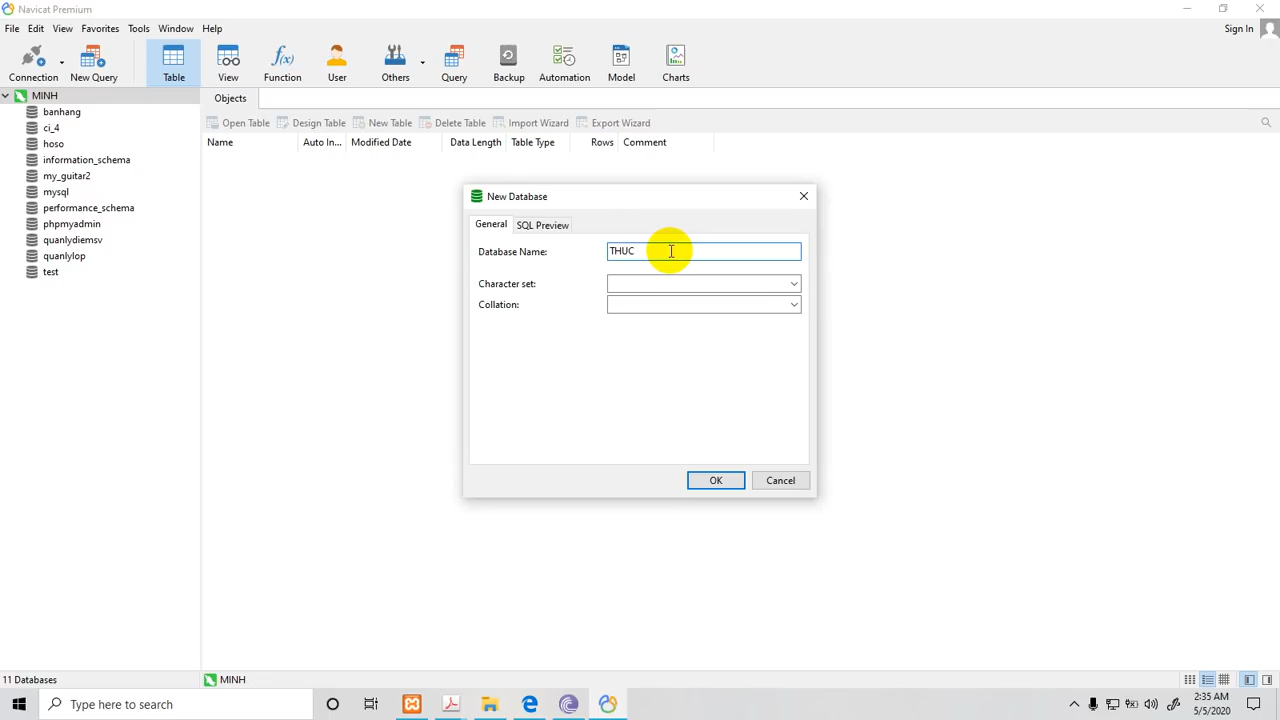 Navicat Premium
File Edit View Favorites Tools Window Help
Sign In
Connection New Query Table View Function User Others Query Backup Automation Model Charts
f(x)
MINH
banhang
ci_4
hoso
information_schema
my_guitar2
mysql
performance_schema
phpmyadmin
quanlydiemsv
quanlylop
test
Objects
Open Table Design Table New Table Delete Table Import Wizard Export Wizard
Name Auto In... Modified Date Data Length Table Type Rows Comment
New Database
General SQL Preview
Database Name: THUC
Character set:
Collation:
OK Cancel
11 Databases MINH
Type here to search
2:35 AM
5/5/2020